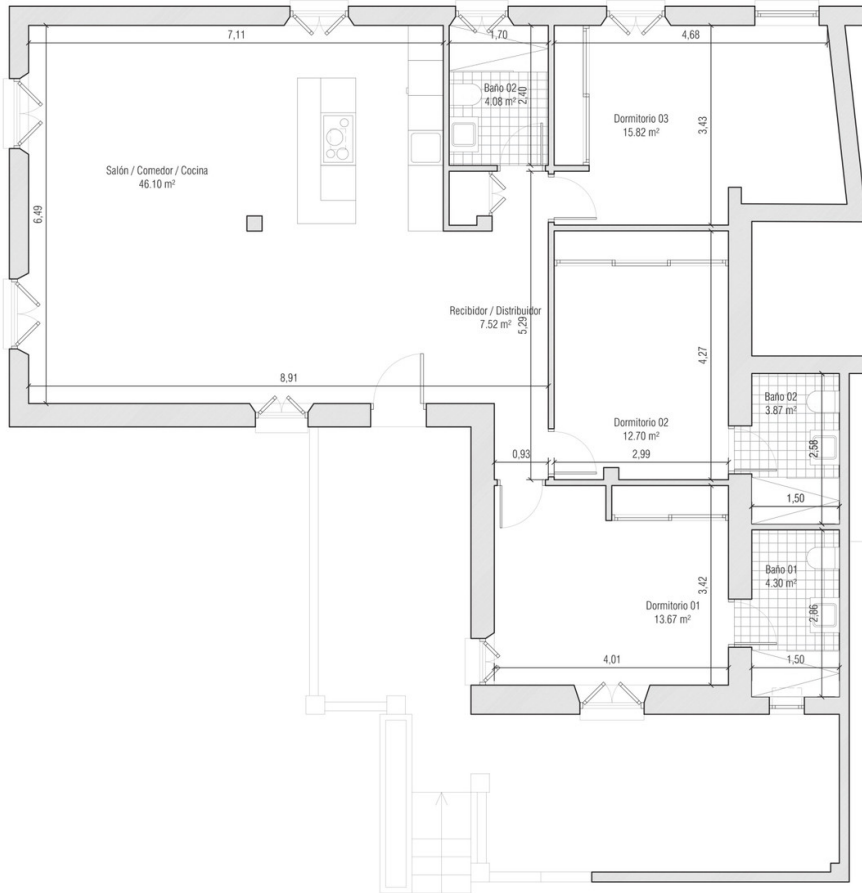 7,11
1,70
4,68
Baño 02
4.08 m²
2,40
Dormitorio 03
15.82 m²
3,43
Salón / Comedor / Cocina
46.10 m²
6,49
Recibidor / Distribuidor
7.52 m²
5,29
4,27
8,91
Baño 02
3.87 m²
Dormitorio 02
12.70 m²
2,58
0,93
2,99
1,50
3,42
Baño 01
4.30 m²
Dormitorio 01
13.67 m²
2,86
4,01
1,50